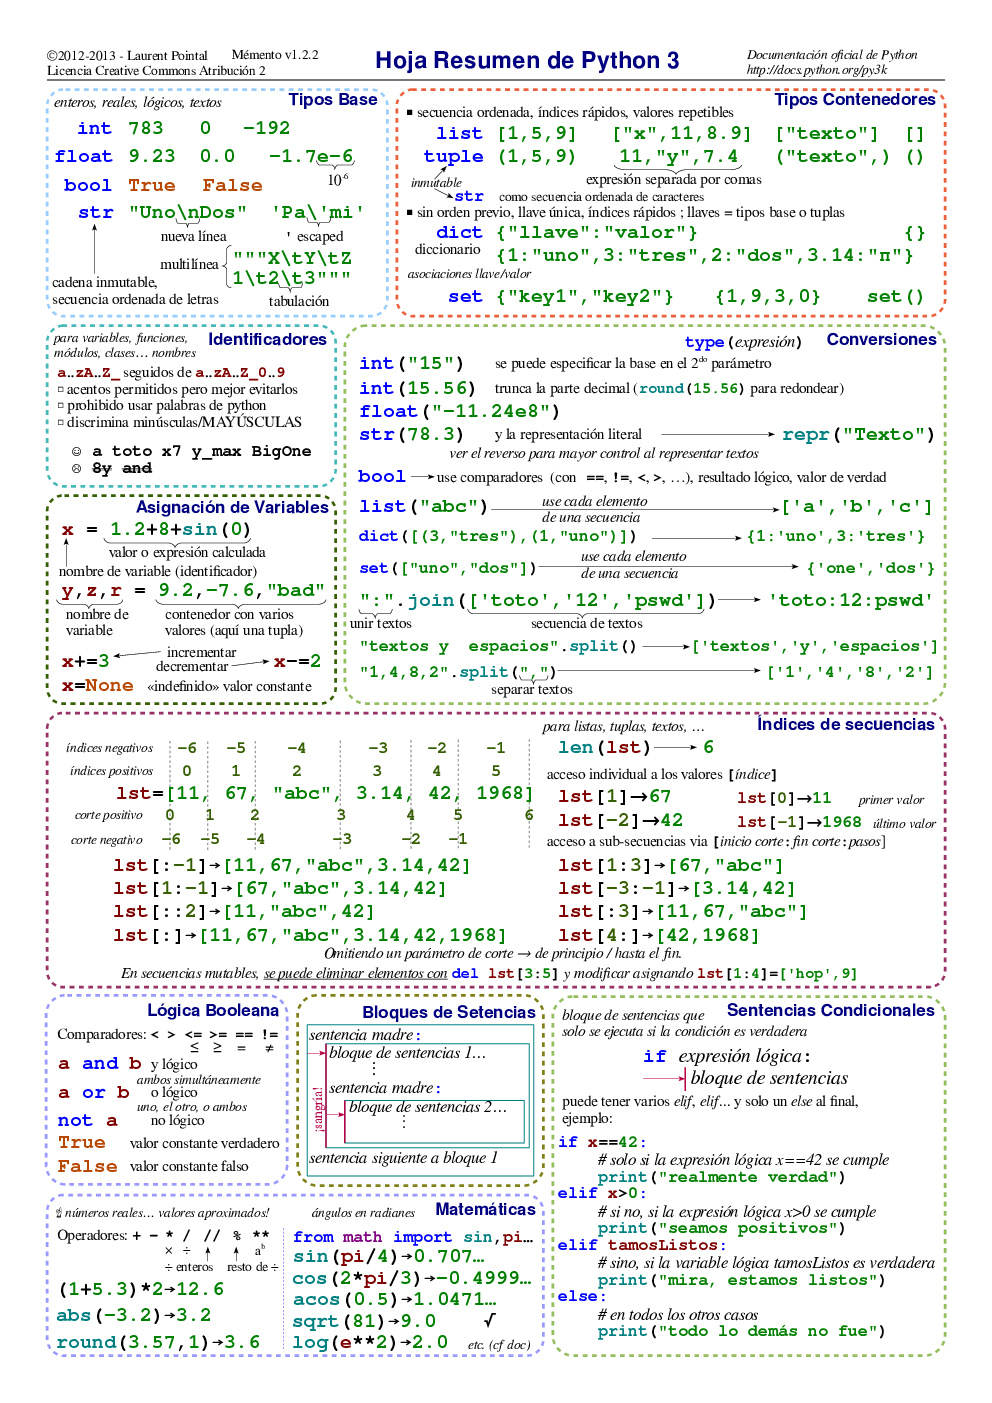 ©2012-2013 - Laurent Pointal Mémento v1.2.2
Licencia Creative Commons Atribución 2
Hoja Resumen de Python 3
Documentación oficial de Python
http://docs.python.org/py3k
enteros, reales, lógicos, textos Tipos Base
int 783 0 -192
float 9.23 0.0 -1.7e-6
10⁻⁶
bool True False
str "Uno\nDos" 'Pa\'mi'
nueva línea ' escaped
multilínea """X\tY\tZ
1\t2\t3"""
cadena inmutable,
secuencia ordenada de letras tabulación
Tipos Contenedores
▪ secuencia ordenada, índices rápidos, valores repetibles
list [1,5,9] ["x",11,8.9] ["texto"] []
tuple (1,5,9) 11,"y",7.4 ("texto",) ()
inmutable expresión separada por comas
str como secuencia ordenada de caracteres
▪ sin orden previo, llave única, índices rápidos ; llaves = tipos base o tuplas
dict {"llave":"valor"} {}
diccionario {1:"uno",3:"tres",2:"dos",3.14:"π"}
asociaciones llave/valor
set {"key1","key2"} {1,9,3,0} set()
para variables, funciones, Identificadores
módulos, clases… nombres
a..zA..Z_ seguidos de a..zA..Z_0..9
□ acentos permitidos pero mejor evitarlos
□ prohibido usar palabras de python
□ discrimina minúsculas/MAYÚSCULAS
☺ a toto x7 y_max BigOne
☹ 8y and
Asignación de Variables
x = 1.2+8+sin(0)
valor o expresión calculada
nombre de variable (identificador)
y,z,r = 9.2,-7.6,"bad"
nombre de contenedor con varios
variable valores (aquí una tupla)
x+=3 incrementar
decrementar x-=2
x=None «indefinido» valor constante
type(expresión) Conversiones
int("15") se puede especificar la base en el 2do parámetro
int(15.56) trunca la parte decimal (round(15.56) para redondear)
float("-11.24e8")
str(78.3) y la representación literal → repr("Texto")
ver el reverso para mayor control al representar textos
bool → use comparadores (con ==, !=, <, >, …), resultado lógico, valor de verdad
list("abc") use cada elemento → ['a','b','c']
de una secuencia
dict([(3,"tres"),(1,"uno")]) → {1:'uno',3:'tres'}
set(["uno","dos"]) use cada elemento → {'one','dos'}
de una secuencia
":".join(['toto','12','pswd']) → 'toto:12:pswd'
unir textos secuencia de textos
"textos y  espacios".split() → ['textos','y','espacios']
"1,4,8,2".split(",") → ['1','4','8','2']
separar textos
para listas, tuplas, textos, … Índices de secuencias
índices negativos -6 -5 -4 -3 -2 -1
índices positivos 0 1 2 3 4 5
lst=[11, 67, "abc", 3.14, 42, 1968]
corte positivo 0 1 2 3 4 5 6
corte negativo -6 -5 -4 -3 -2 -1
len(lst) → 6
acceso individual a los valores [índice]
lst[1]→67 lst[0]→11 primer valor
lst[-2]→42 lst[-1]→1968 último valor
acceso a sub-secuencias via [inicio corte:fin corte:pasos]
lst[:-1]→[11,67,"abc",3.14,42] lst[1:3]→[67,"abc"]
lst[1:-1]→[67,"abc",3.14,42] lst[-3:-1]→[3.14,42]
lst[::2]→[11,"abc",42] lst[:3]→[11,67,"abc"]
lst[:]→[11,67,"abc",3.14,42,1968] lst[4:]→[42,1968]
Omitiendo un parámetro de corte → de principio / hasta el fin.
En secuencias mutables, se puede eliminar elementos con del lst[3:5] y modificar asignando lst[1:4]=['hop',9]
Lógica Booleana
Comparadores: < > <= >= == !=
≤ ≥ = ≠
a and b y lógico
ambos simultáneamente
a or b o lógico
uno, el otro, o ambos
not a no lógico
True valor constante verdadero
False valor constante falso
Bloques de Setencias
sentencia madre:
bloque de sentencias 1…
⋮
sentencia madre:
¡sangría!
bloque de sentencias 2…
⋮
sentencia siguiente a bloque 1
bloque de sentencias que Sentencias Condicionales
solo se ejecuta si la condición es verdadera
if expresión lógica:
bloque de sentencias
puede tener varios elif, elif... y solo un else al final,
ejemplo:
if x==42:
# solo si la expresión lógica x==42 se cumple
print("realmente verdad")
elif x>0:
# si no, si la expresión lógica x>0 se cumple
print("seamos positivos")
elif tamosListos:
# sino, si la variable lógica tamosListos es verdadera
print("mira, estamos listos")
else:
# en todos los otros casos
print("todo lo demás no fue")
☝ números reales… valores aproximados! ángulos en radianes Matemáticas
Operadores: + - * / // % **
× ÷ aᵇ
÷ enteros resto de ÷
(1+5.3)*2→12.6
abs(-3.2)→3.2
round(3.57,1)→3.6
from math import sin,pi…
sin(pi/4)→0.707…
cos(2*pi/3)→-0.4999…
acos(0.5)→1.0471…
sqrt(81)→9.0 √
log(e**2)→2.0 etc. (cf doc)